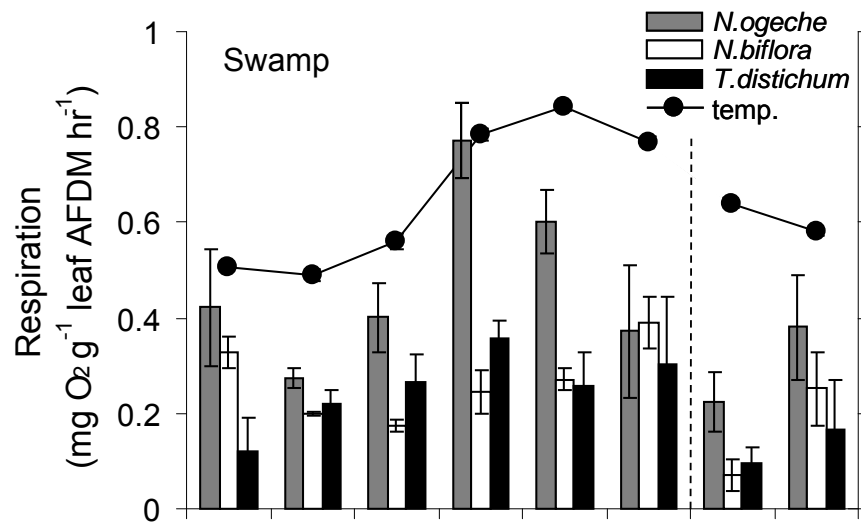 Respiration
(mg O₂ g⁻¹ leaf AFDM hr⁻¹)
1
0.8
0.6
0.4
0.2
0
Swamp
N.ogeche
N.biflora
T.distichum
temp.